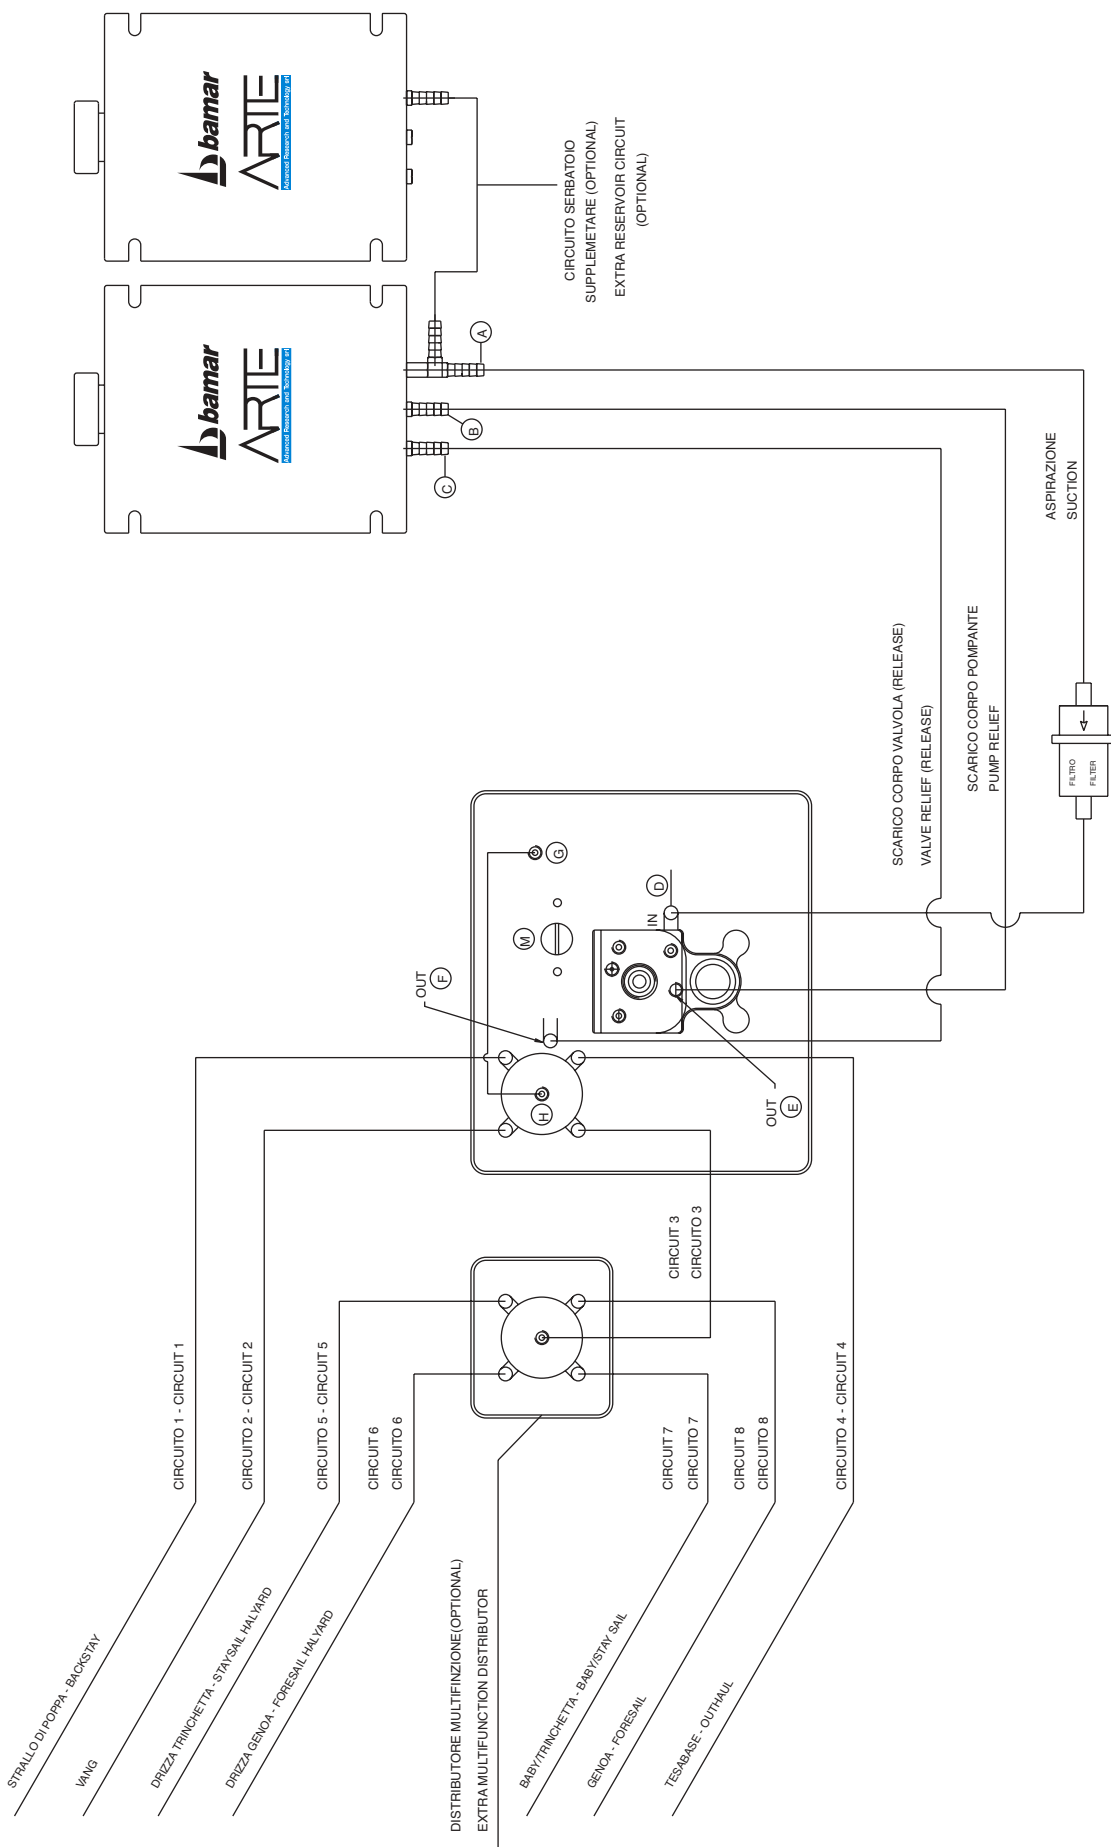 STRALLO DI POPPA - BACKSTAY
VANG
DRIZZA TRINCHETTA - STAYSAIL HALYARD
DRIZZA GENOA - FORESAIL HALYARD
DISTRIBUTORE MULTIFINZIONE(OPTIONAL)
EXTRA MULTIFUNCTION DISTRIBUTOR
BABY/TRINCHETTA - BABY/STAY SAIL
GENOA - FORESAIL
TESABASE - OUTHAUL
CIRCUITO 1 - CIRCUIT 1
CIRCUITO 2 - CIRCUIT 2
CIRCUITO 5 - CIRCUIT 5
CIRCUIT 6
CIRCUITO 6
CIRCUIT 7
CIRCUITO 7
CIRCUIT 8
CIRCUITO 8
CIRCUITO 4 - CIRCUIT 4
CIRCUIT 3
CIRCUITO 3
OUT
F
H
M
G
OUT
E
IN
D
SCARICO CORPO VALVOLA (RELEASE)
VALVE RELIEF (RELEASE)
SCARICO CORPO POMPANTE
PUMP RELIEF
FILTRO
FILTER
ASPIRAZIONE
SUCTION
bamar
ARTE
Advanced Research and Technology srl
C
B
A
bamar
ARTE
Advanced Research and Technology srl
CIRCUITO SERBATOIO
SUPPLEMETARE (OPTIONAL)
EXTRA RESERVOIR CIRCUIT
(OPTIONAL)